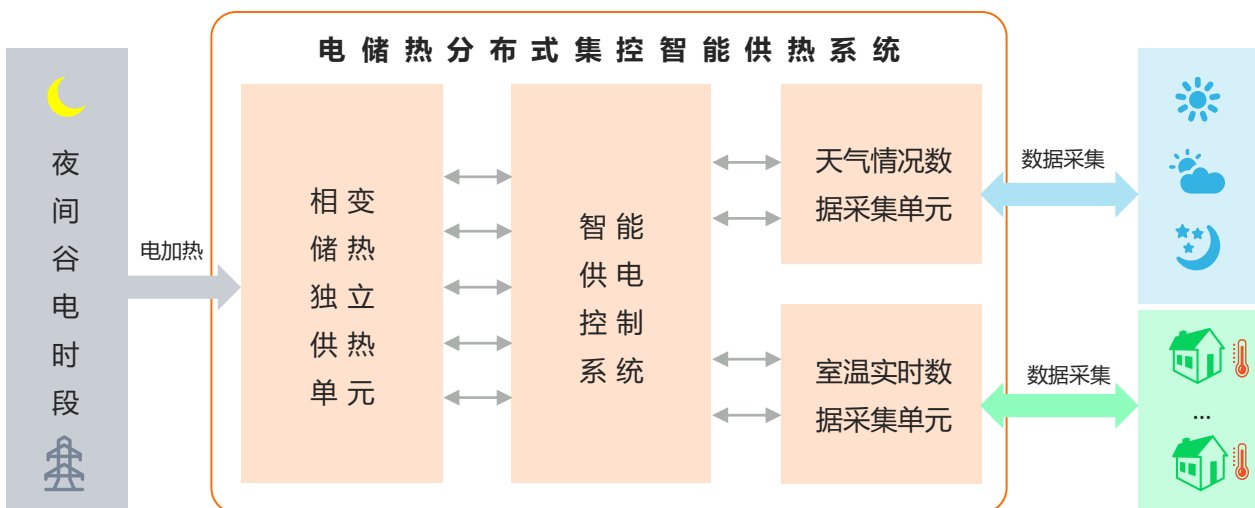 电储热分布式集控智能供热系统
夜
间
谷
电
时
段
电加热
相变
储热
独立
供热
单元
智能
供电
控制
系统
天气情况数
据采集单元
室温实时数
据采集单元
数据采集
数据采集
...